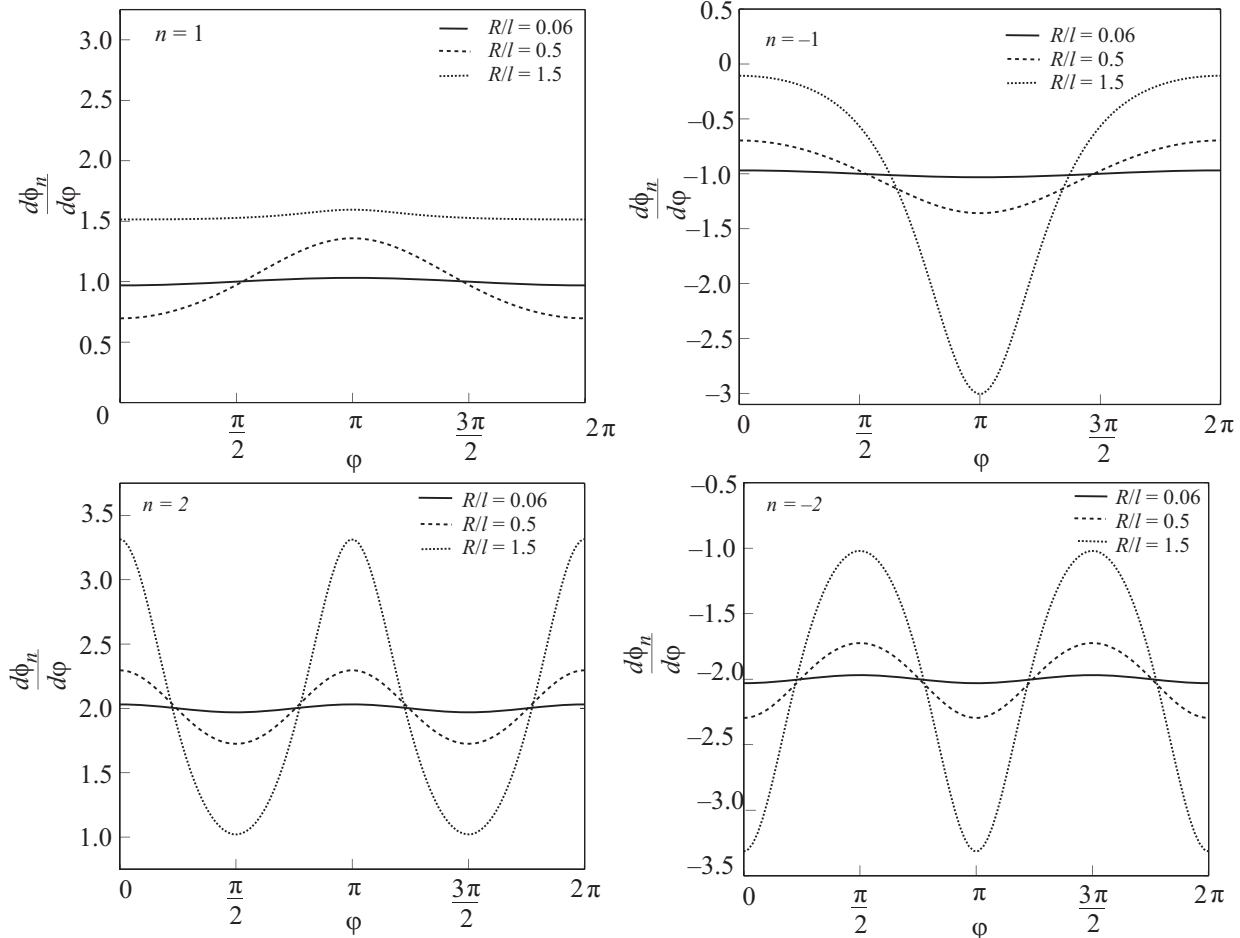 n = 1
R/l = 0.06
R/l = 0.5
R/l = 1.5
3.0
2.5
2.0
1.5
1.0
0.5
0
dϕn
dφ
π
2
π
3π
2
2π
φ
n = –1
R/l = 0.06
R/l = 0.5
R/l = 1.5
0.5
0
–0.5
–1.0
–1.5
–2.0
–2.5
–3
dϕn
dφ
0
π
2
π
3π
2
2π
φ
n = 2
R/l = 0.06
R/l = 0.5
R/l = 1.5
3.5
3.0
2.5
2.0
1.5
1.0
dϕn
dφ
0
π
2
π
3π
2
2π
φ
n = –2
R/l = 0.06
R/l = 0.5
R/l = 1.5
–0.5
–1.0
–1.5
–2.0
–2.5
–3.0
–3.5
dϕn
dφ
0
π
2
π
3π
2
2π
φ